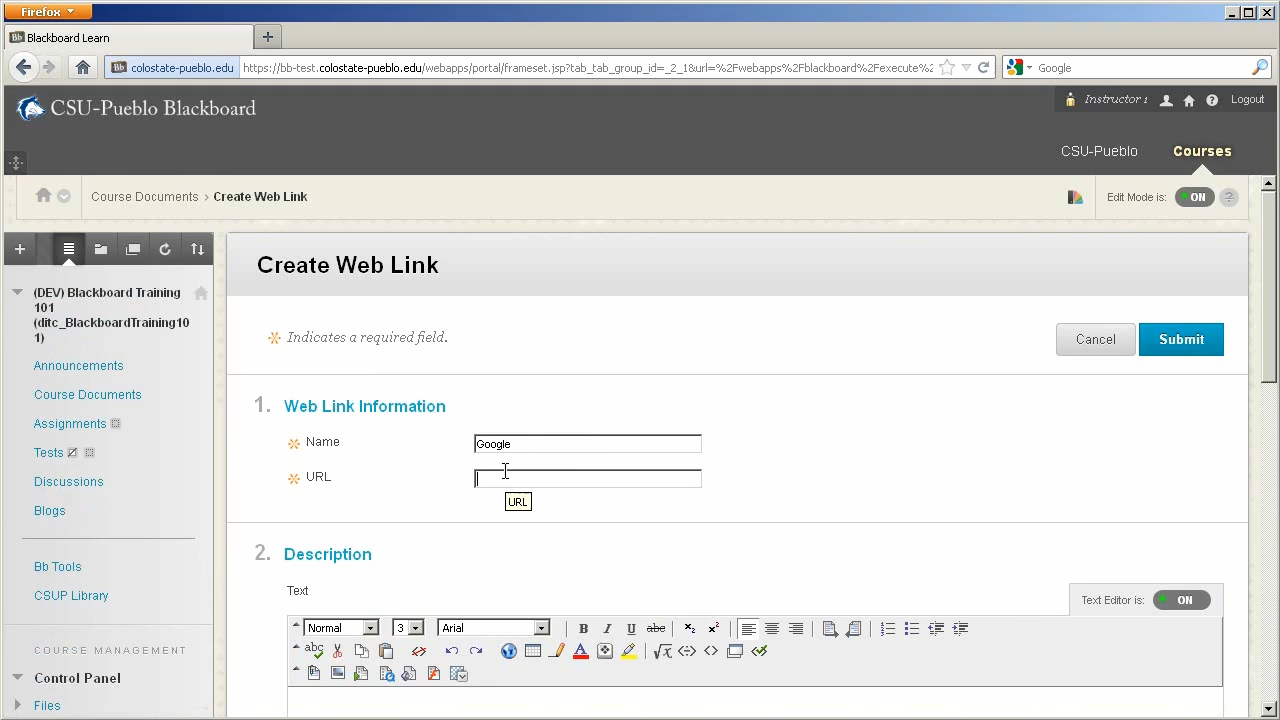 Firefox
Blackboard Learn
colostate-pueblo.edu https://bb-test.colostate-pueblo.edu/webapps/portal/frameset.jsp?tab_tab_group_id=_2_1&url=%2Fwebapps%2Fblackboard%2Fexecute% Google
CSU-Pueblo Blackboard
Instructor 1 Logout
CSU-Pueblo Courses
Course Documents > Create Web Link Edit Mode is: ON
Create Web Link
(DEV) Blackboard Training
101
(ditc_BlackboardTraining10
1)
Announcements
Course Documents
Assignments
Tests
Discussions
Blogs
Bb Tools
CSUP Library
COURSE MANAGEMENT
Control Panel
Files
Indicates a required field.
Cancel Submit
1. Web Link Information
Name Google
URL
URL
2. Description
Text
Text Editor is: ON
Normal 3 Arial